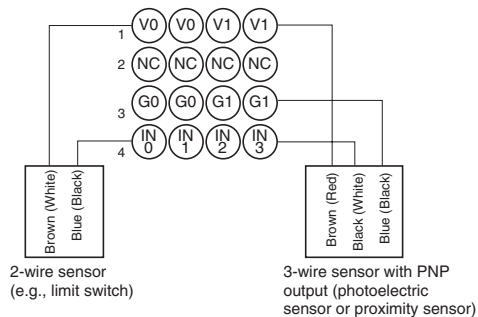 1 V0 V0 V1 V1
2 NC NC NC NC
3 G0 G0 G1 G1
4 IN 0 IN 1 IN 2 IN 3
Brown (White)
Blue (Black)
Brown (Red)
Black (White)
Blue (Black)
2-wire sensor
(e.g., limit switch)
3-wire sensor with PNP
output (photoelectric
sensor or proximity sensor)